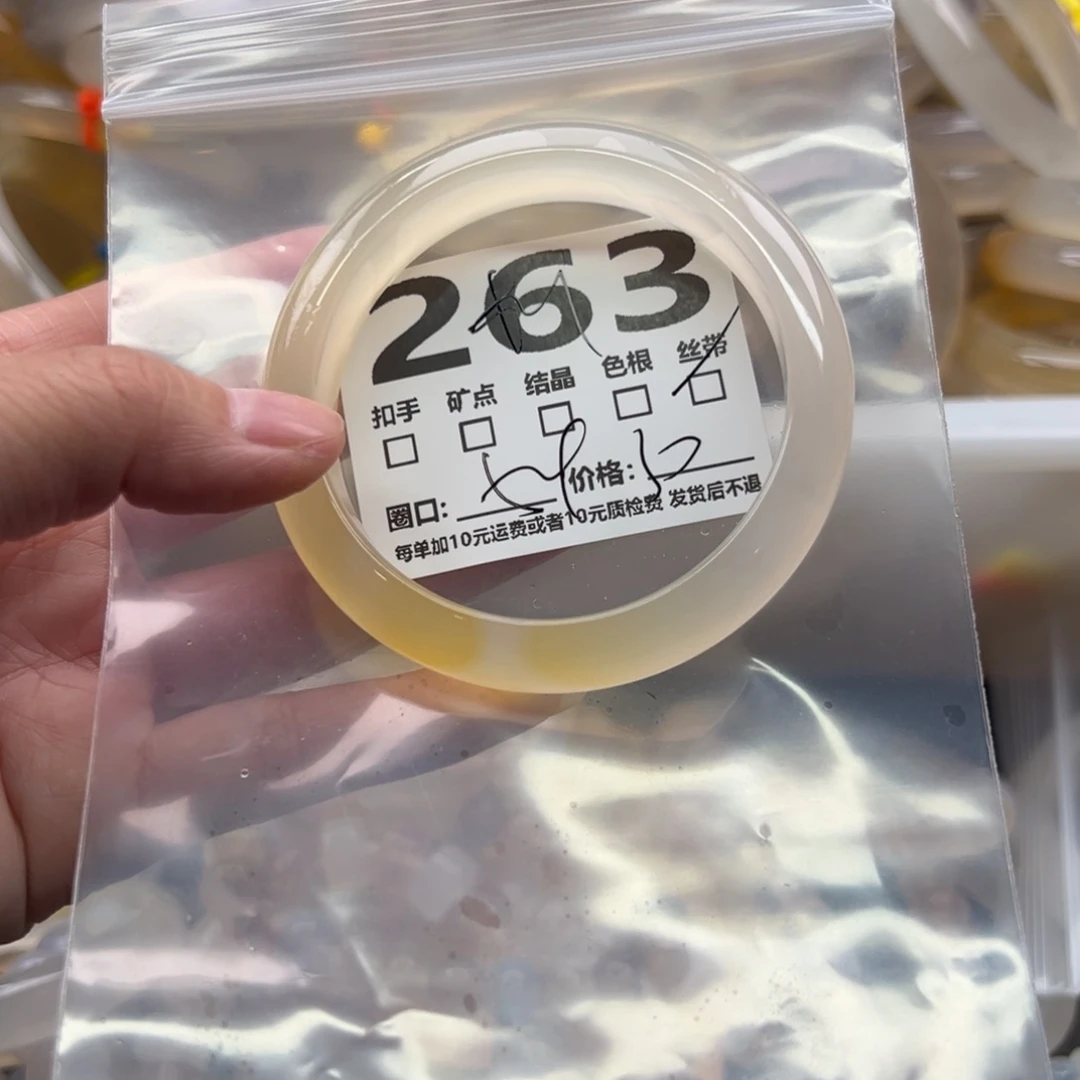 263
扣手 矿点 结晶 色根 丝带
圈口: 价格:
每单加10元运费或者10元质检费 发货后不退